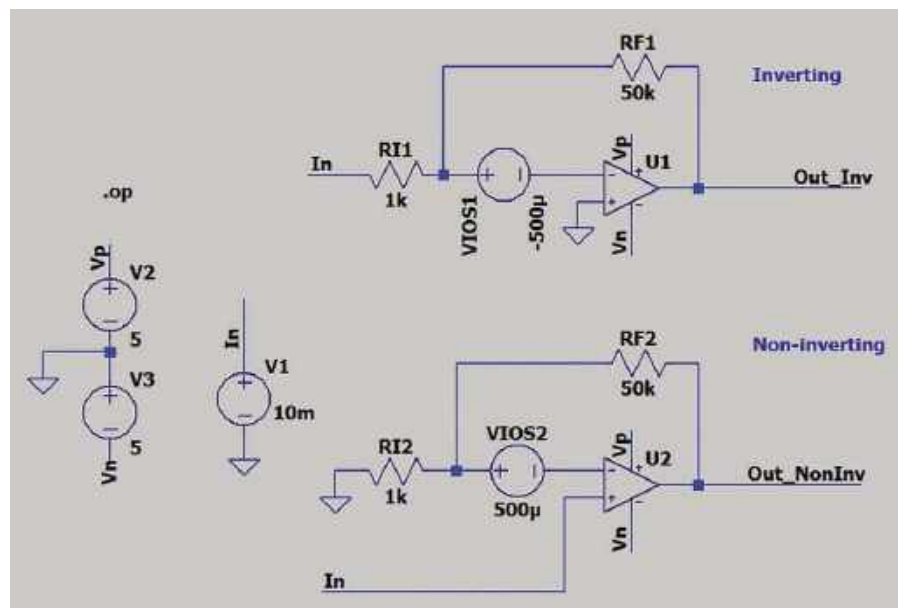 RF1
50k
Inverting
In
RI1
1k
VIOS1
-500µ
Vp
U1
Vn
Out_Inv
.op
Vp
V2
5
V3
5
Vn
In
V1
10m
RF2
50k
Non-inverting
RI2
1k
VIOS2
500µ
Vp
U2
Vn
Out_NonInv
In